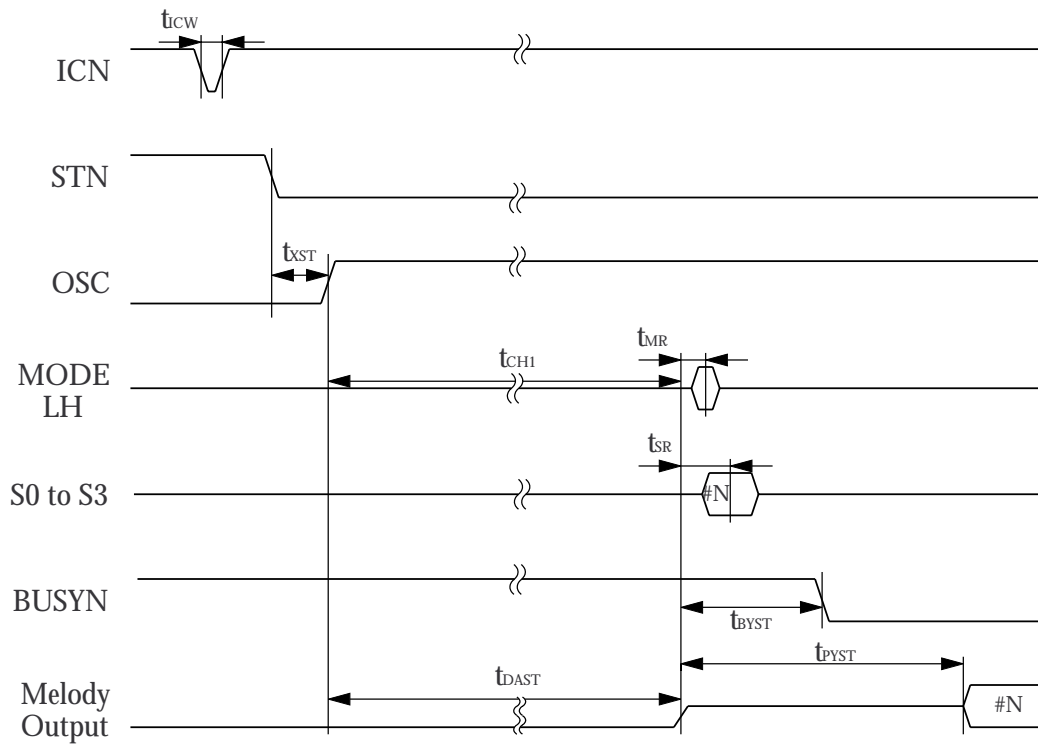 tICW
ICN
STN
tXST
OSC
tMR
MODE
LH
tCH1
tSR
S0 to S3
#N
BUSYN
tBYST
tPYST
tDAST
Melody
Output
#N